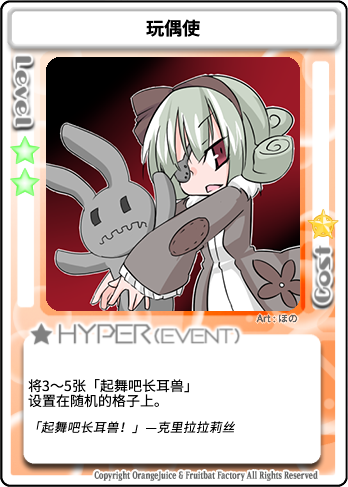 玩偶使
Level
Cost
Art : ぽの
HYPER(EVENT)
将3～5张「起舞吧长耳兽」
设置在随机的格子上。
「起舞吧长耳兽！」—克里拉拉莉丝
Copyright OrangeJuice & Fruitbat Factory All Rights Reserved